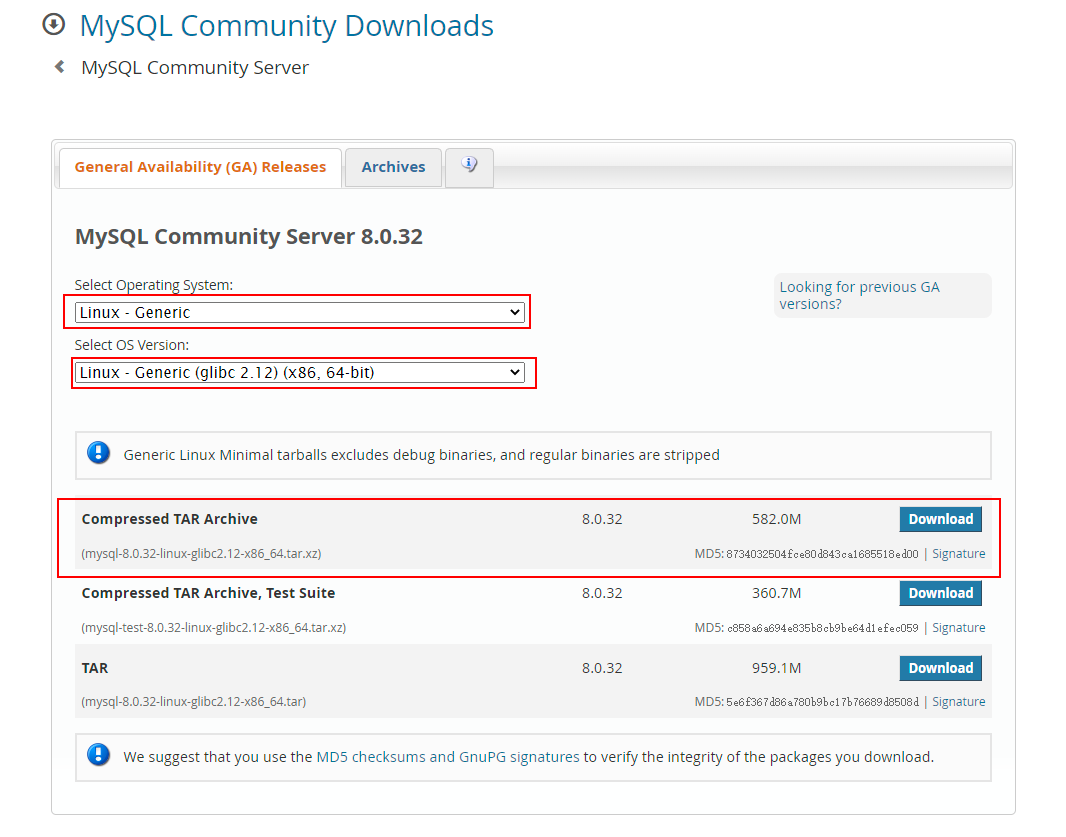 MySQL Community Downloads
MySQL Community Server
General Availability (GA) Releases Archives
MySQL Community Server 8.0.32
Select Operating System:
Looking for previous GA versions?
Linux - Generic
Select OS Version:
Linux - Generic (glibc 2.12) (x86, 64-bit)
Generic Linux Minimal tarballs excludes debug binaries, and regular binaries are stripped
Compressed TAR Archive 8.0.32 582.0M Download
(mysql-8.0.32-linux-glibc2.12-x86_64.tar.xz) MD5: 8734032504fce80d843ca1685518ed00 | Signature
Compressed TAR Archive, Test Suite 8.0.32 360.7M Download
(mysql-test-8.0.32-linux-glibc2.12-x86_64.tar.xz) MD5: c858a6a694e835b8cb9be64d1efec059 | Signature
TAR 8.0.32 959.1M Download
(mysql-8.0.32-linux-glibc2.12-x86_64.tar) MD5: 5e6f367d86a780b9bc17b76689d8508d | Signature
We suggest that you use the MD5 checksums and GnuPG signatures to verify the integrity of the packages you download.